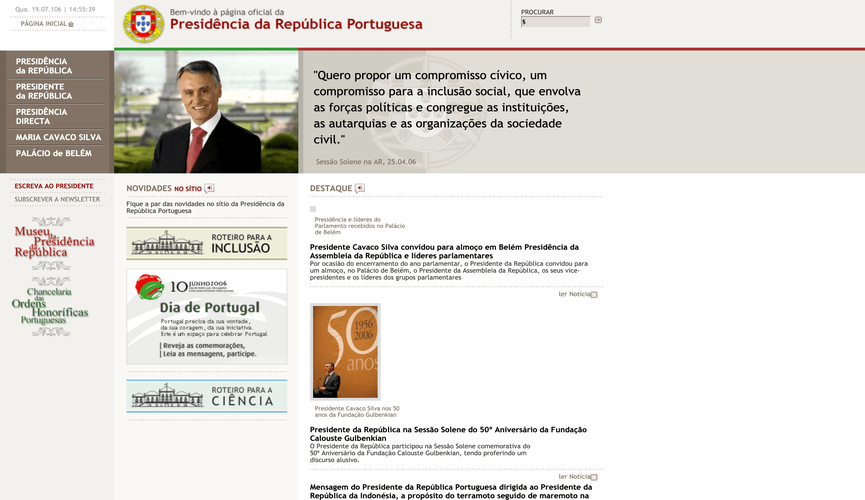 Qua. 19.07.106 | 14:55:39
PÁGINA INICIAL
Bem-vindo à página oficial da
Presidência da República Portuguesa
PROCURAR
$
PRESIDÊNCIA
da REPÚBLICA
PRESIDENTE
da REPÚBLICA
PRESIDÊNCIA
DIRECTA
MARIA CAVACO SILVA
PALÁCIO de BELÉM
"Quero propor um compromisso cívico, um
compromisso para a inclusão social, que envolva
as forças políticas e congregue as instituições,
as autarquias e as organizações da sociedade
civil."
Sessão Solene na AR, 25.04.06
ESCREVA AO PRESIDENTE
SUBSCREVER A NEWSLETTER
Museu
da Presidência
da República
Chancelaria
das
Ordens
Honoríficas
Portuguesas
NOVIDADES NO SÍTIO
Fique a par das novidades no sítio da Presidência da
República Portuguesa
ROTEIRO PARA A
INCLUSÃO
10 JUNHO2006
Dia de Portugal
Portugal precisa da sua vontade,
da sua coragem, da sua iniciativa.
Este é um espaço para celebrar Portugal.
Reveja as comemorações,
Leia as mensagens, participe.
ROTEIRO PARA A
CIÊNCIA
DESTAQUE
Presidência e líderes do
Parlamento recebidos no Palácio
de Belém
Presidente Cavaco Silva convidou para almoço em Belém Presidência da
Assembleia da República e líderes parlamentares
Por ocasião do encerramento do ano parlamentar, o Presidente da República convidou para
um almoço, no Palácio de Belém, o Presidente da Assembleia da República, os seus vice-
presidentes e os líderes dos grupos parlamentares
ler Notícia
50
1956
2006
ANOS
Presidente Cavaco Silva nos 50
anos da Fundação Gulbenkian
Presidente da República na Sessão Solene do 50º Aniversário da Fundação
Calouste Gulbenkian
O Presidente da República participou na Sessão Solene comemorativa do
50º Aniversário da Fundação Calouste Gulbenkian, tendo proferindo um
discurso alusivo.
ler Notícia
Mensagem do Presidente da República Portuguesa dirigida ao Presidente da
República da Indonésia, a propósito do terramoto seguido de maremoto na